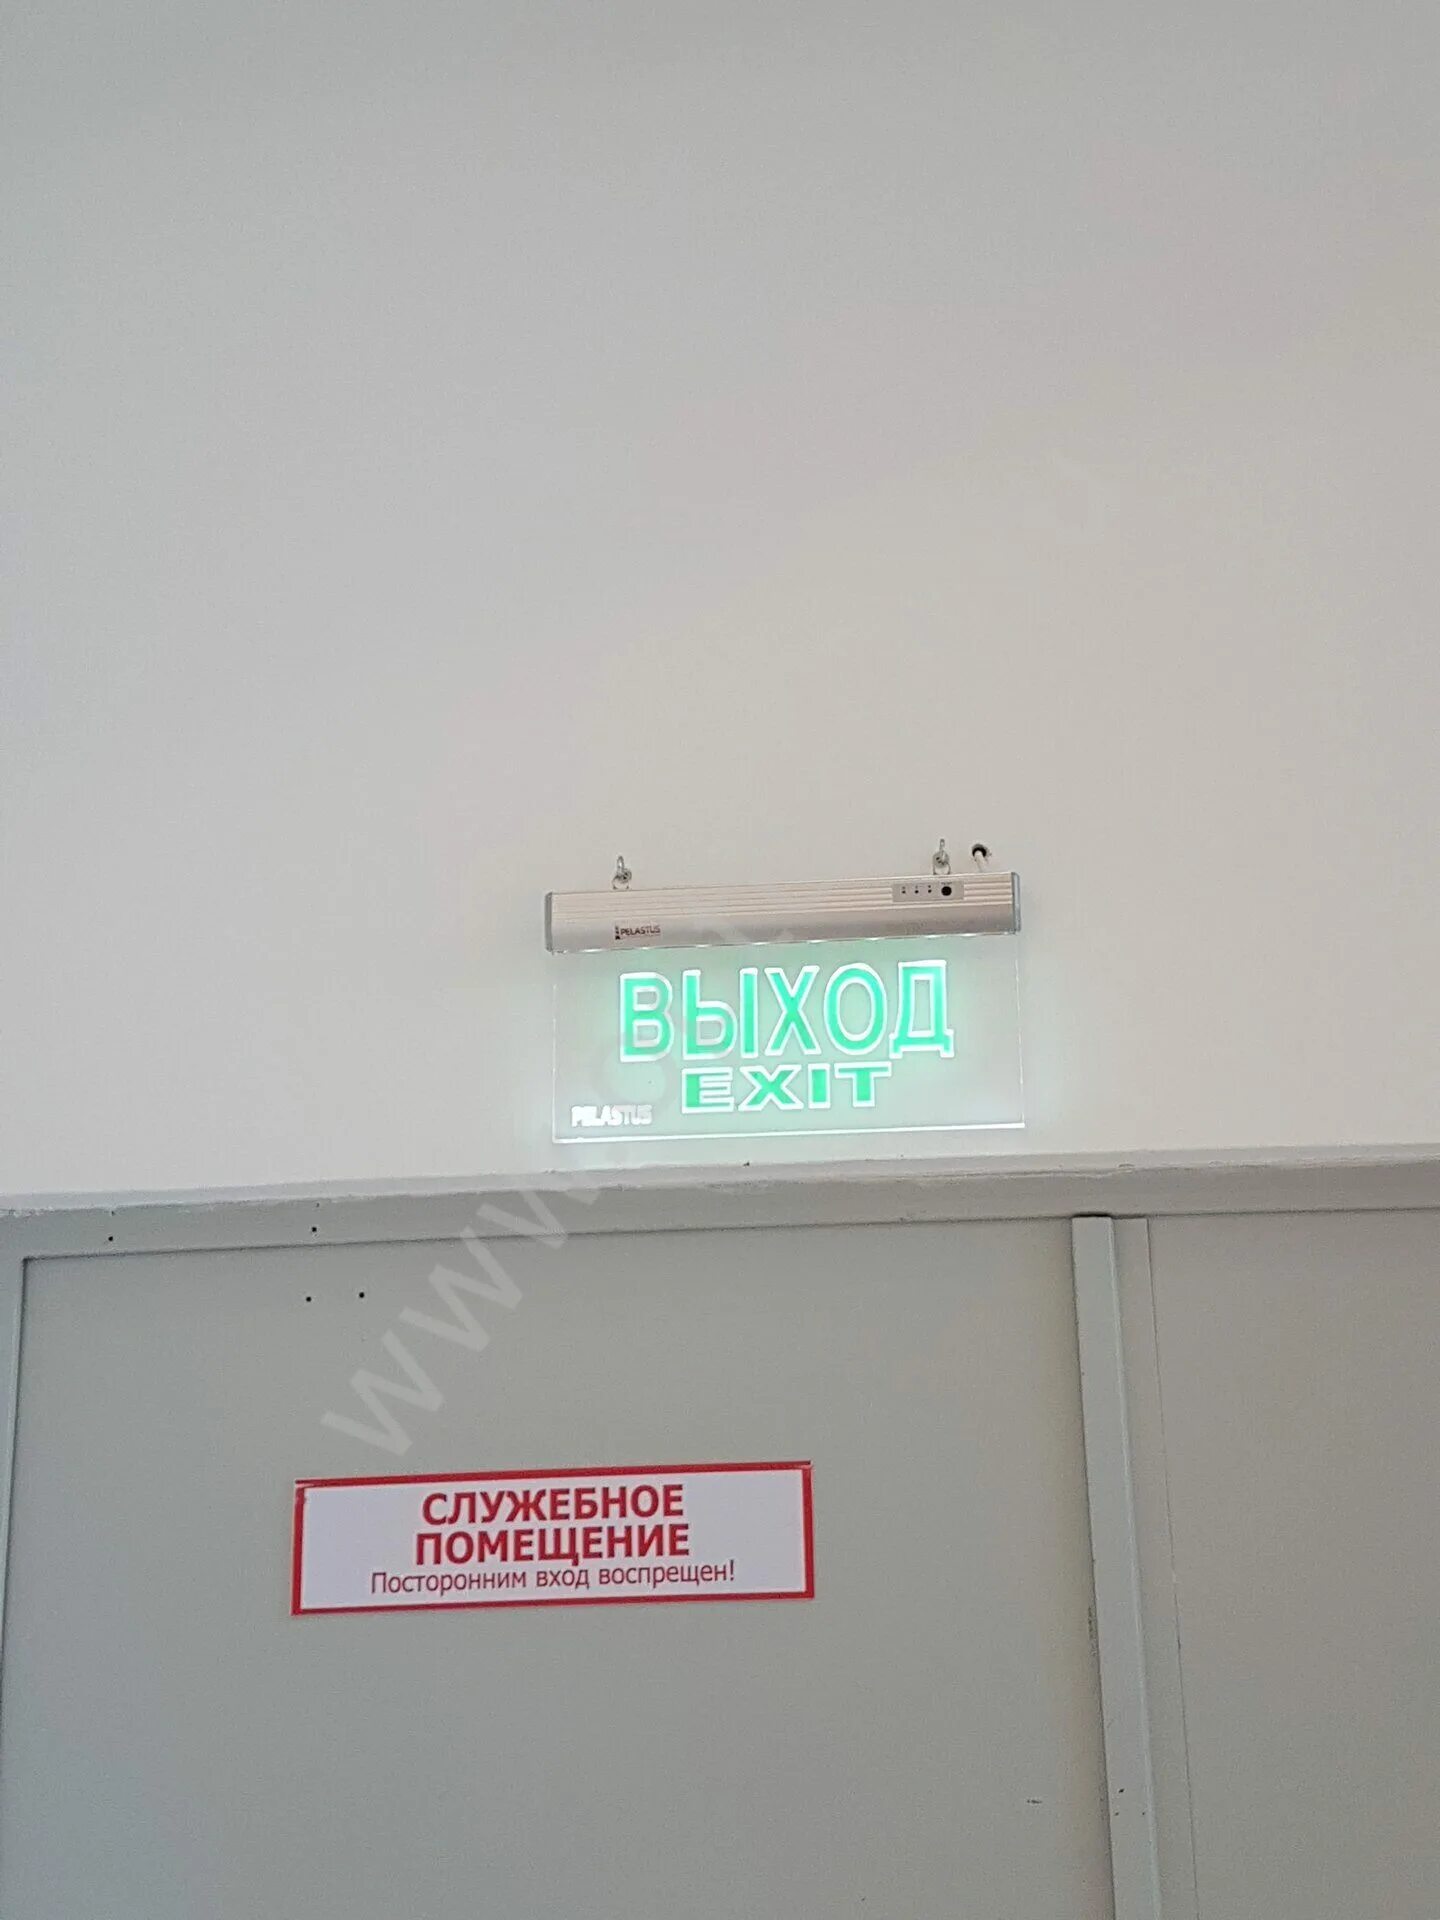 PELASTUS
ВЫХОД
EXIT
PELASTUS
СЛУЖЕБНОЕ
ПОМЕЩЕНИЕ
Посторонним вход воспрещен!